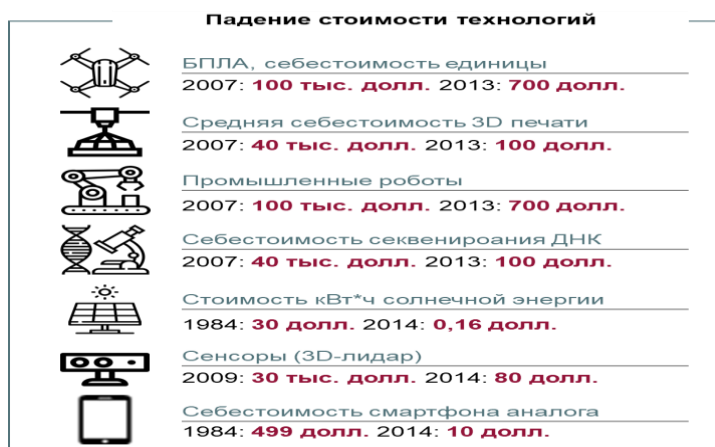 Падение стоимости технологий
БПЛА, себестоимость единицы
2007: 100 тыс. долл. 2013: 700 долл.
Средняя себестоимость 3D печати
2007: 40 тыс. долл. 2013: 100 долл.
Промышленные роботы
2007: 100 тыс. долл. 2013: 700 долл.
Себестоимость секвенироания ДНК
2007: 40 тыс. долл. 2013: 100 долл.
Стоимость кВт*ч солнечной энергии
1984: 30 долл. 2014: 0,16 долл.
Сенсоры (3D-лидар)
2009: 30 тыс. долл. 2014: 80 долл.
Себестоимость смартфона аналога
1984: 499 долл. 2014: 10 долл.